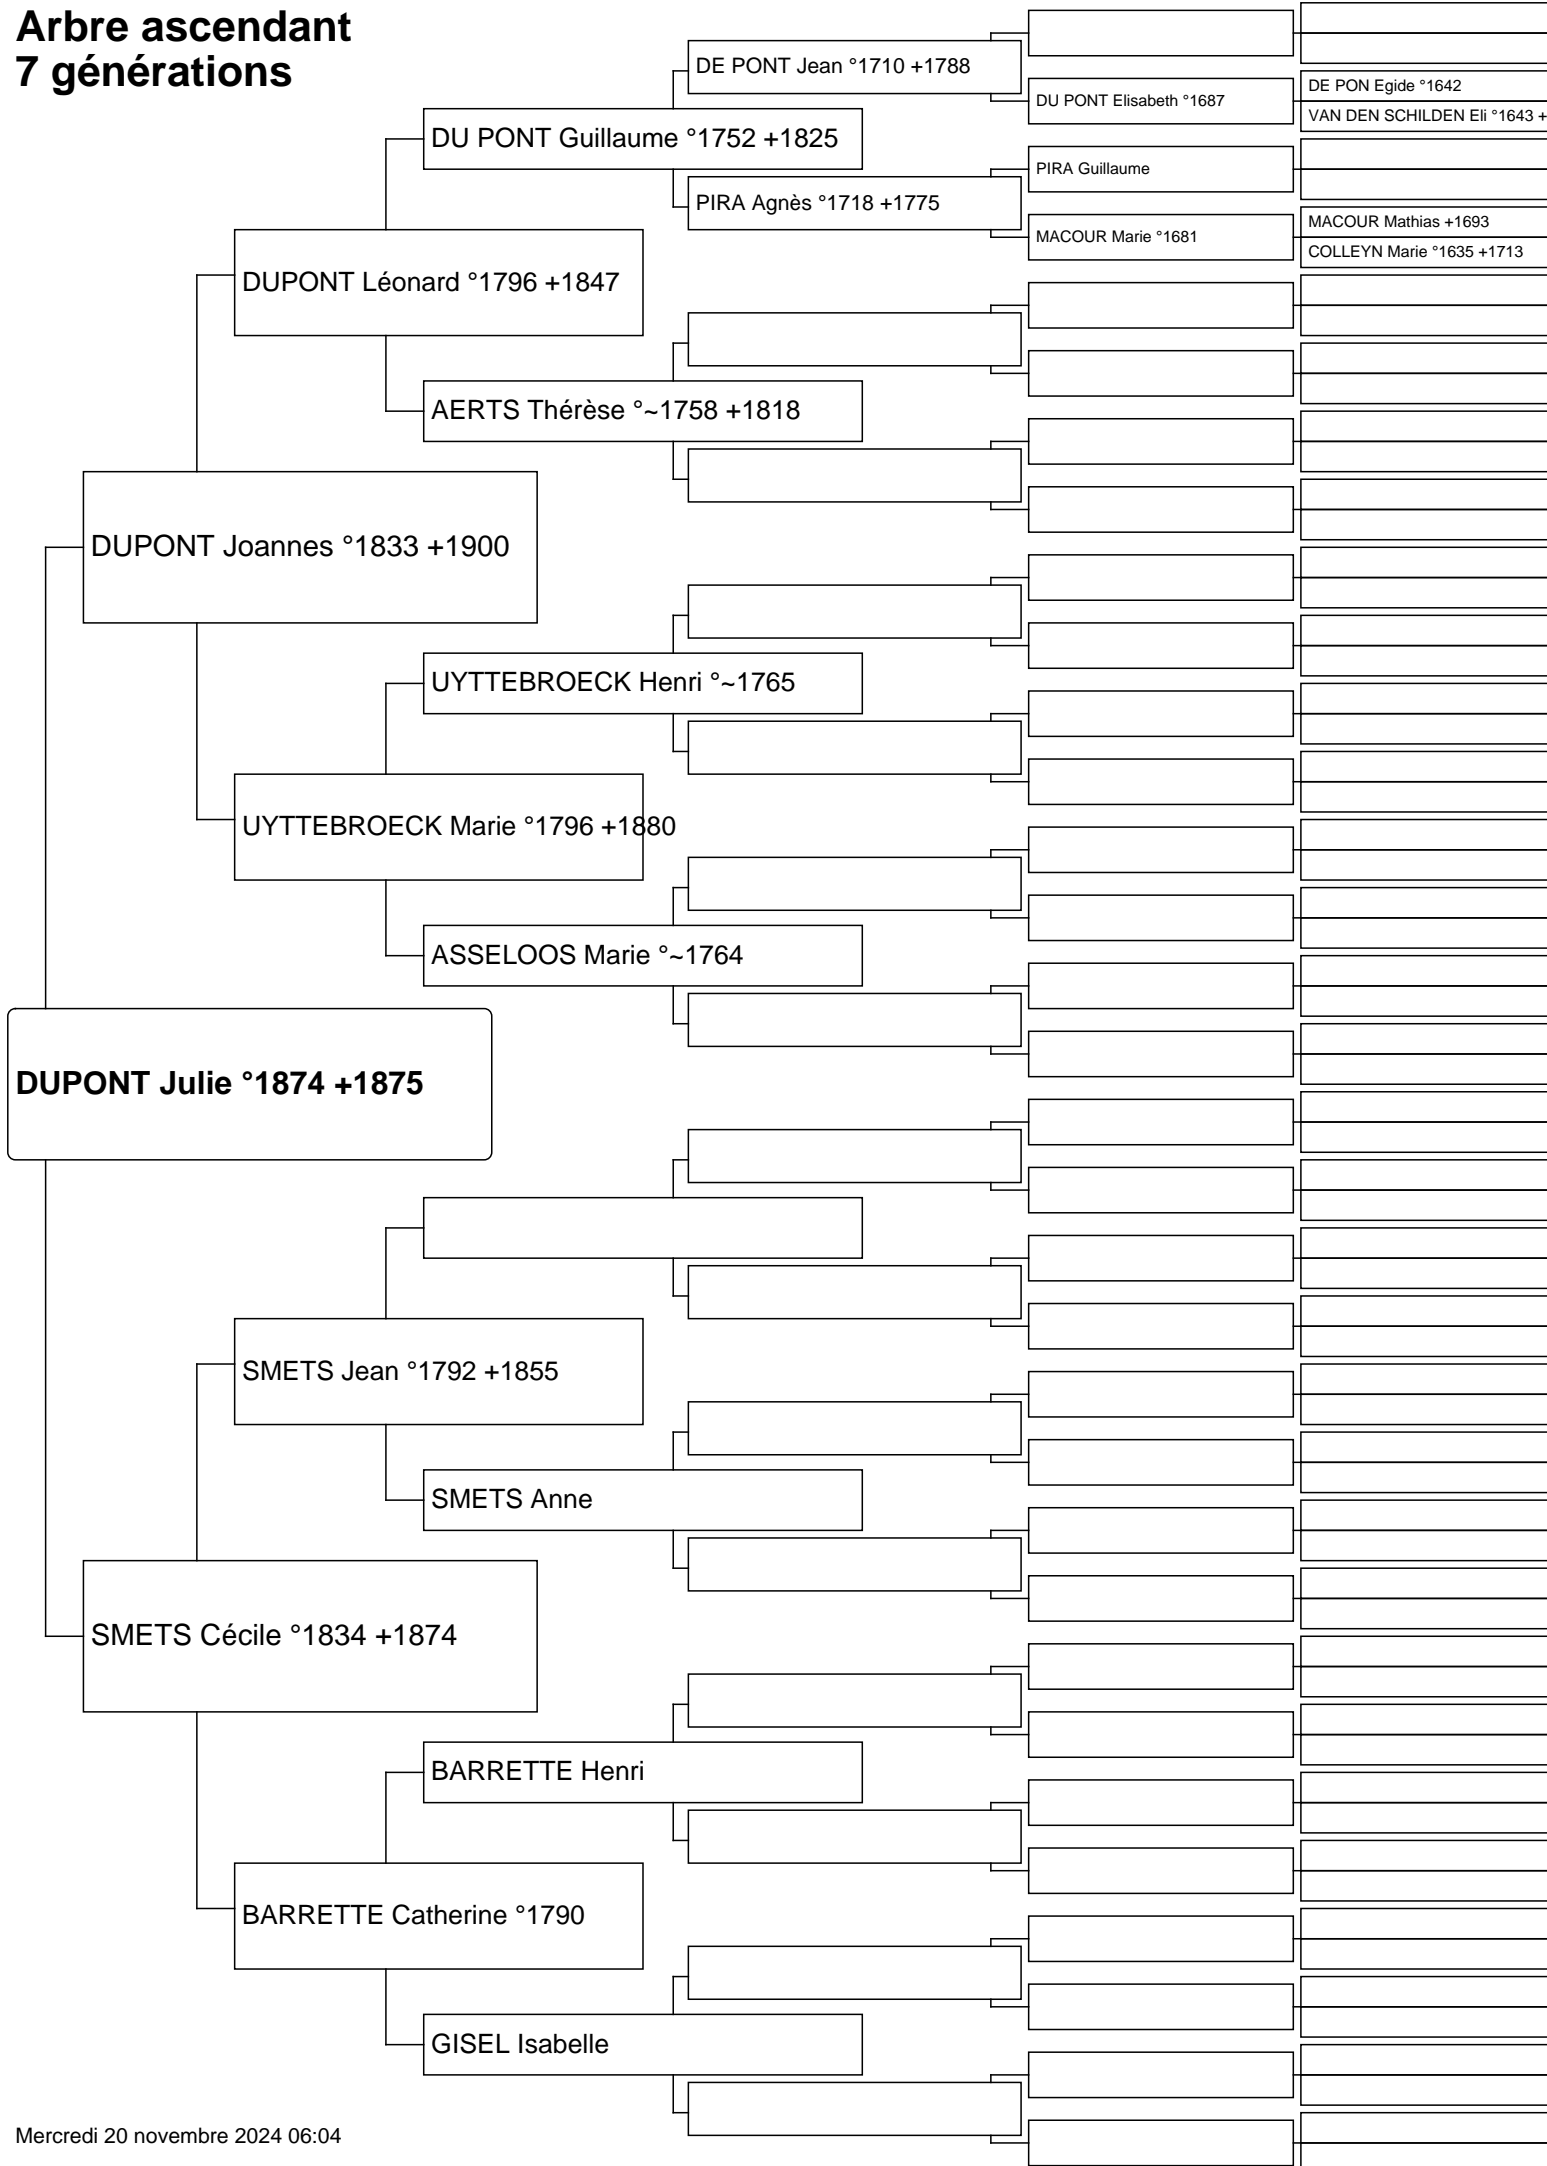 Arbre ascendant
7 générations
DE PONT Jean °1710 +1788
DU PONT Elisabeth °1687
DE PON Egide °1642
VAN DEN SCHILDEN Eli °1643 +
DU PONT Guillaume °1752 +1825
PIRA Guillaume
PIRA Agnès °1718 +1775
MACOUR Marie °1681
MACOUR Mathias +1693
COLLEYN Marie °1635 +1713
DUPONT Léonard °1796 +1847
AERTS Thérèse °~1758 +1818
DUPONT Joannes °1833 +1900
UYTTEBROECK Henri °~1765
UYTTEBROECK Marie °1796 +1880
ASSELOOS Marie °~1764
DUPONT Julie °1874 +1875
SMETS Jean °1792 +1855
SMETS Anne
SMETS Cécile °1834 +1874
BARRETTE Henri
BARRETTE Catherine °1790
GISEL Isabelle
Mercredi 20 novembre 2024 06:04